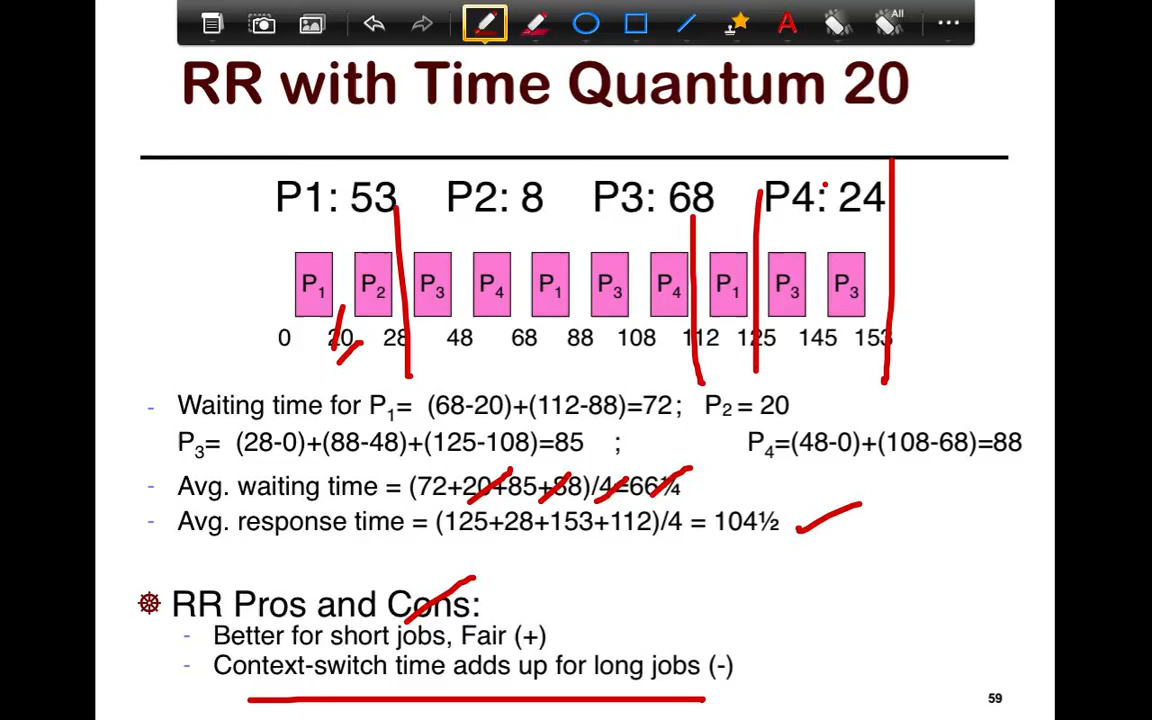 All
A
RR with Time Quantum 20
P1: 53 P2: 8 P3: 68 P4: 24
P1 P2 P3 P4 P1 P3 P4 P1 P3 P3
0 20 28 48 68 88 108 112 125 145 153
- Waiting time for P1= (68-20)+(112-88)=72; P2 = 20
P3= (28-0)+(88-48)+(125-108)=85 ; P4=(48-0)+(108-68)=88
- Avg. waiting time = (72+20+85+88)/4=66¼
- Avg. response time = (125+28+153+112)/4 = 104½
RR Pros and Cons:
- Better for short jobs, Fair (+)
- Context-switch time adds up for long jobs (-)
59